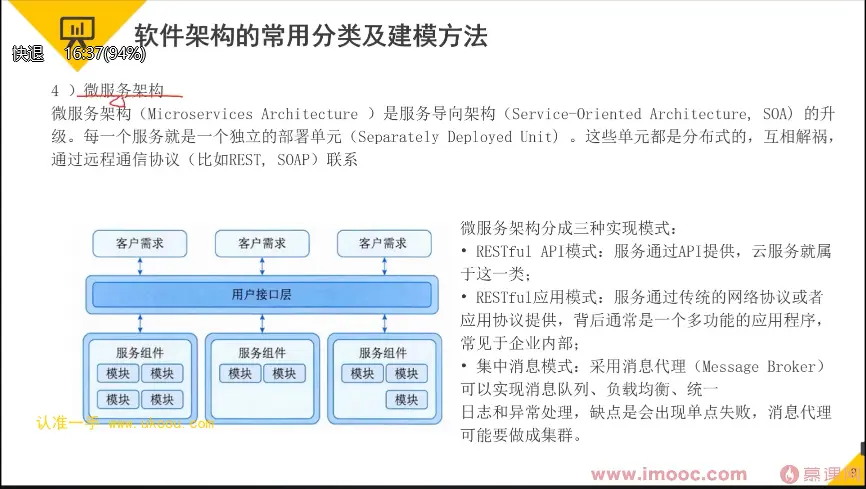 软件架构的常用分类及建模方法
快退 16:37(94%)
4 ）微服务架构
微服务架构（Microservices Architecture ）是服务导向架构（Service-Oriented Architecture, SOA）的升
级。每一个服务就是一个独立的部署单元（Separately Deployed Unit）。这些单元都是分布式的，互相解祸，
通过远程通信协议（比如REST, SOAP）联系
客户需求 客户需求 客户需求
用户接口层
服务组件 服务组件 服务组件
模块 模块 模块 模块 模块 模块
模块 模块 模块
微服务架构分成三种实现模式：
• RESTful API模式：服务通过API提供，云服务就属
于这一类；
• RESTful应用模式：服务通过传统的网络协议或者
应用协议提供，背后通常是一个多功能的应用程序，
常见于企业内部；
• 集中消息模式：采用消息代理（Message Broker）
可以实现消息队列、负载均衡、统一
日志和异常处理，缺点是会出现单点失败，消息代理
可能要做成集群。
认准一手 www.ukoou.com
www.imooc.com 慕课网